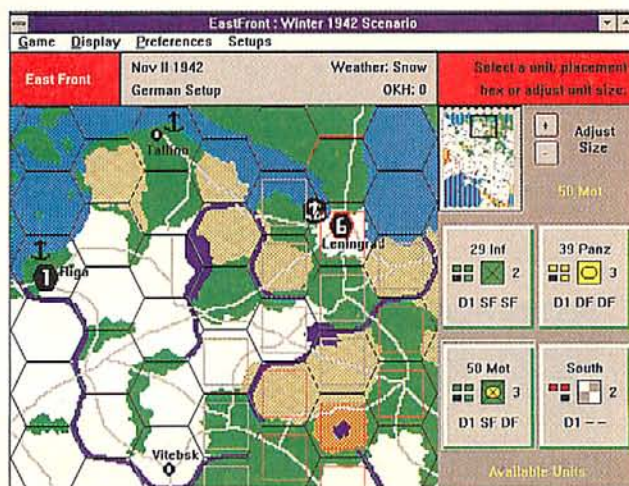 EastFront : Winter 1942 Scenario
Game Display Preferences Setups
East Front
Nov II 1942
Weather: Snow
German Setup
OKH: 0
Select a unit, placement
hex or adjust unit size.
Tallinn
Leningrad
6
2
Riga
1
Vitebsk
+
-
Adjust
Size
50 Mot
29 Inf
2
D1 SF SF
39 Panz
3
D1 DF DF
50 Mot
3
D1 SF DF
South
2
D1 - -
Available Units